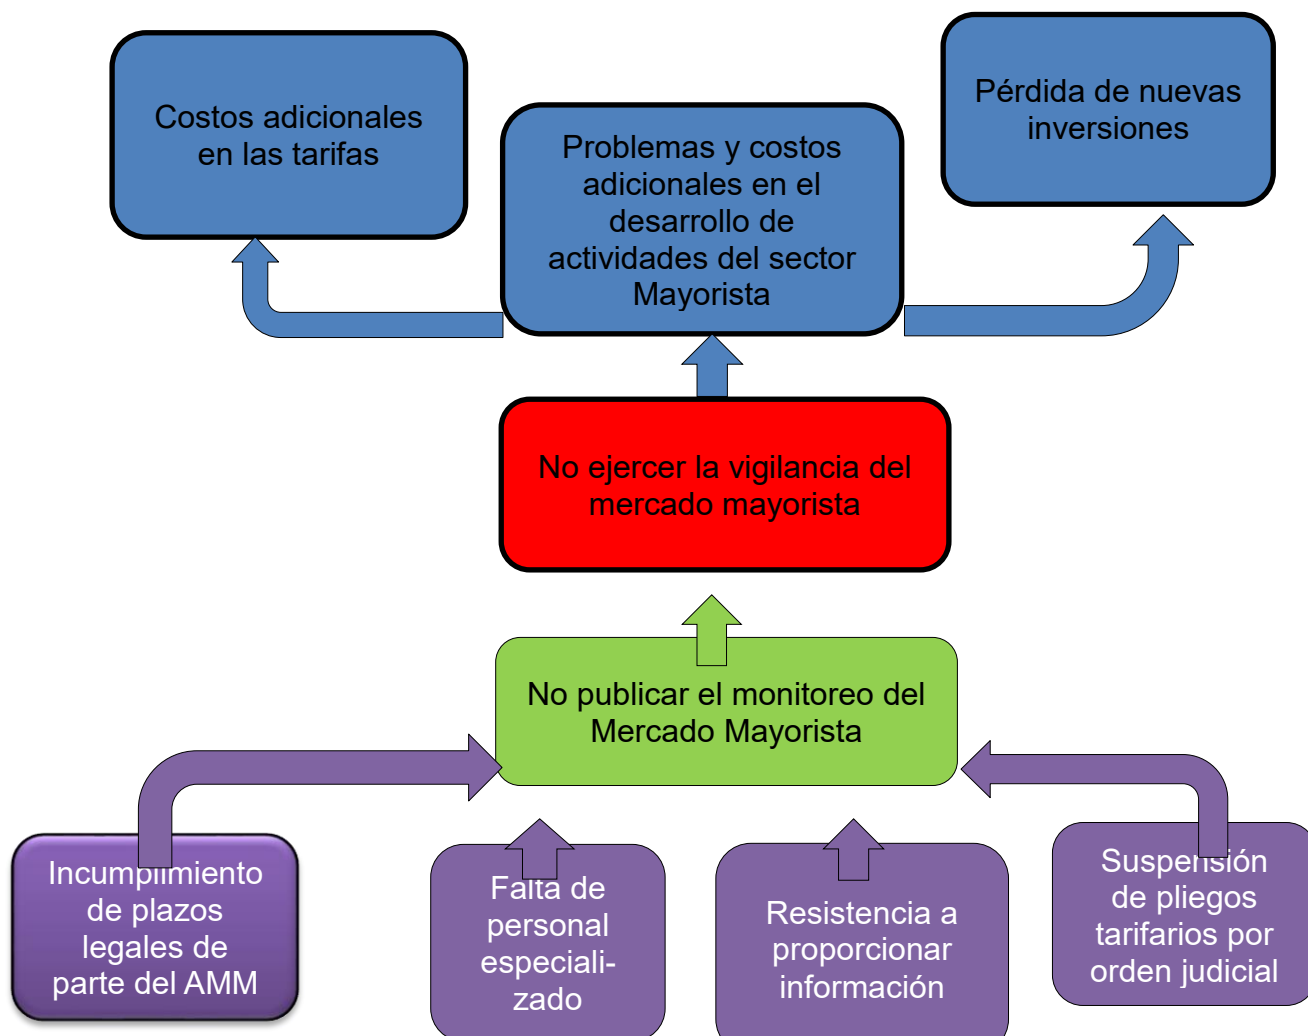 Costos adicionales
en las tarifas
Problemas y costos
adicionales en el
desarrollo de
actividades del sector
Mayorista
Pérdida de nuevas
inversiones
No ejercer la vigilancia del
mercado mayorista
No publicar el monitoreo del
Mercado Mayorista
Incumplimiento
de plazos
legales de
parte del AMM
Falta de
personal
especiali-
zado
Resistencia a
proporcionar
información
Suspensión
de pliegos
tarifarios por
orden judicial